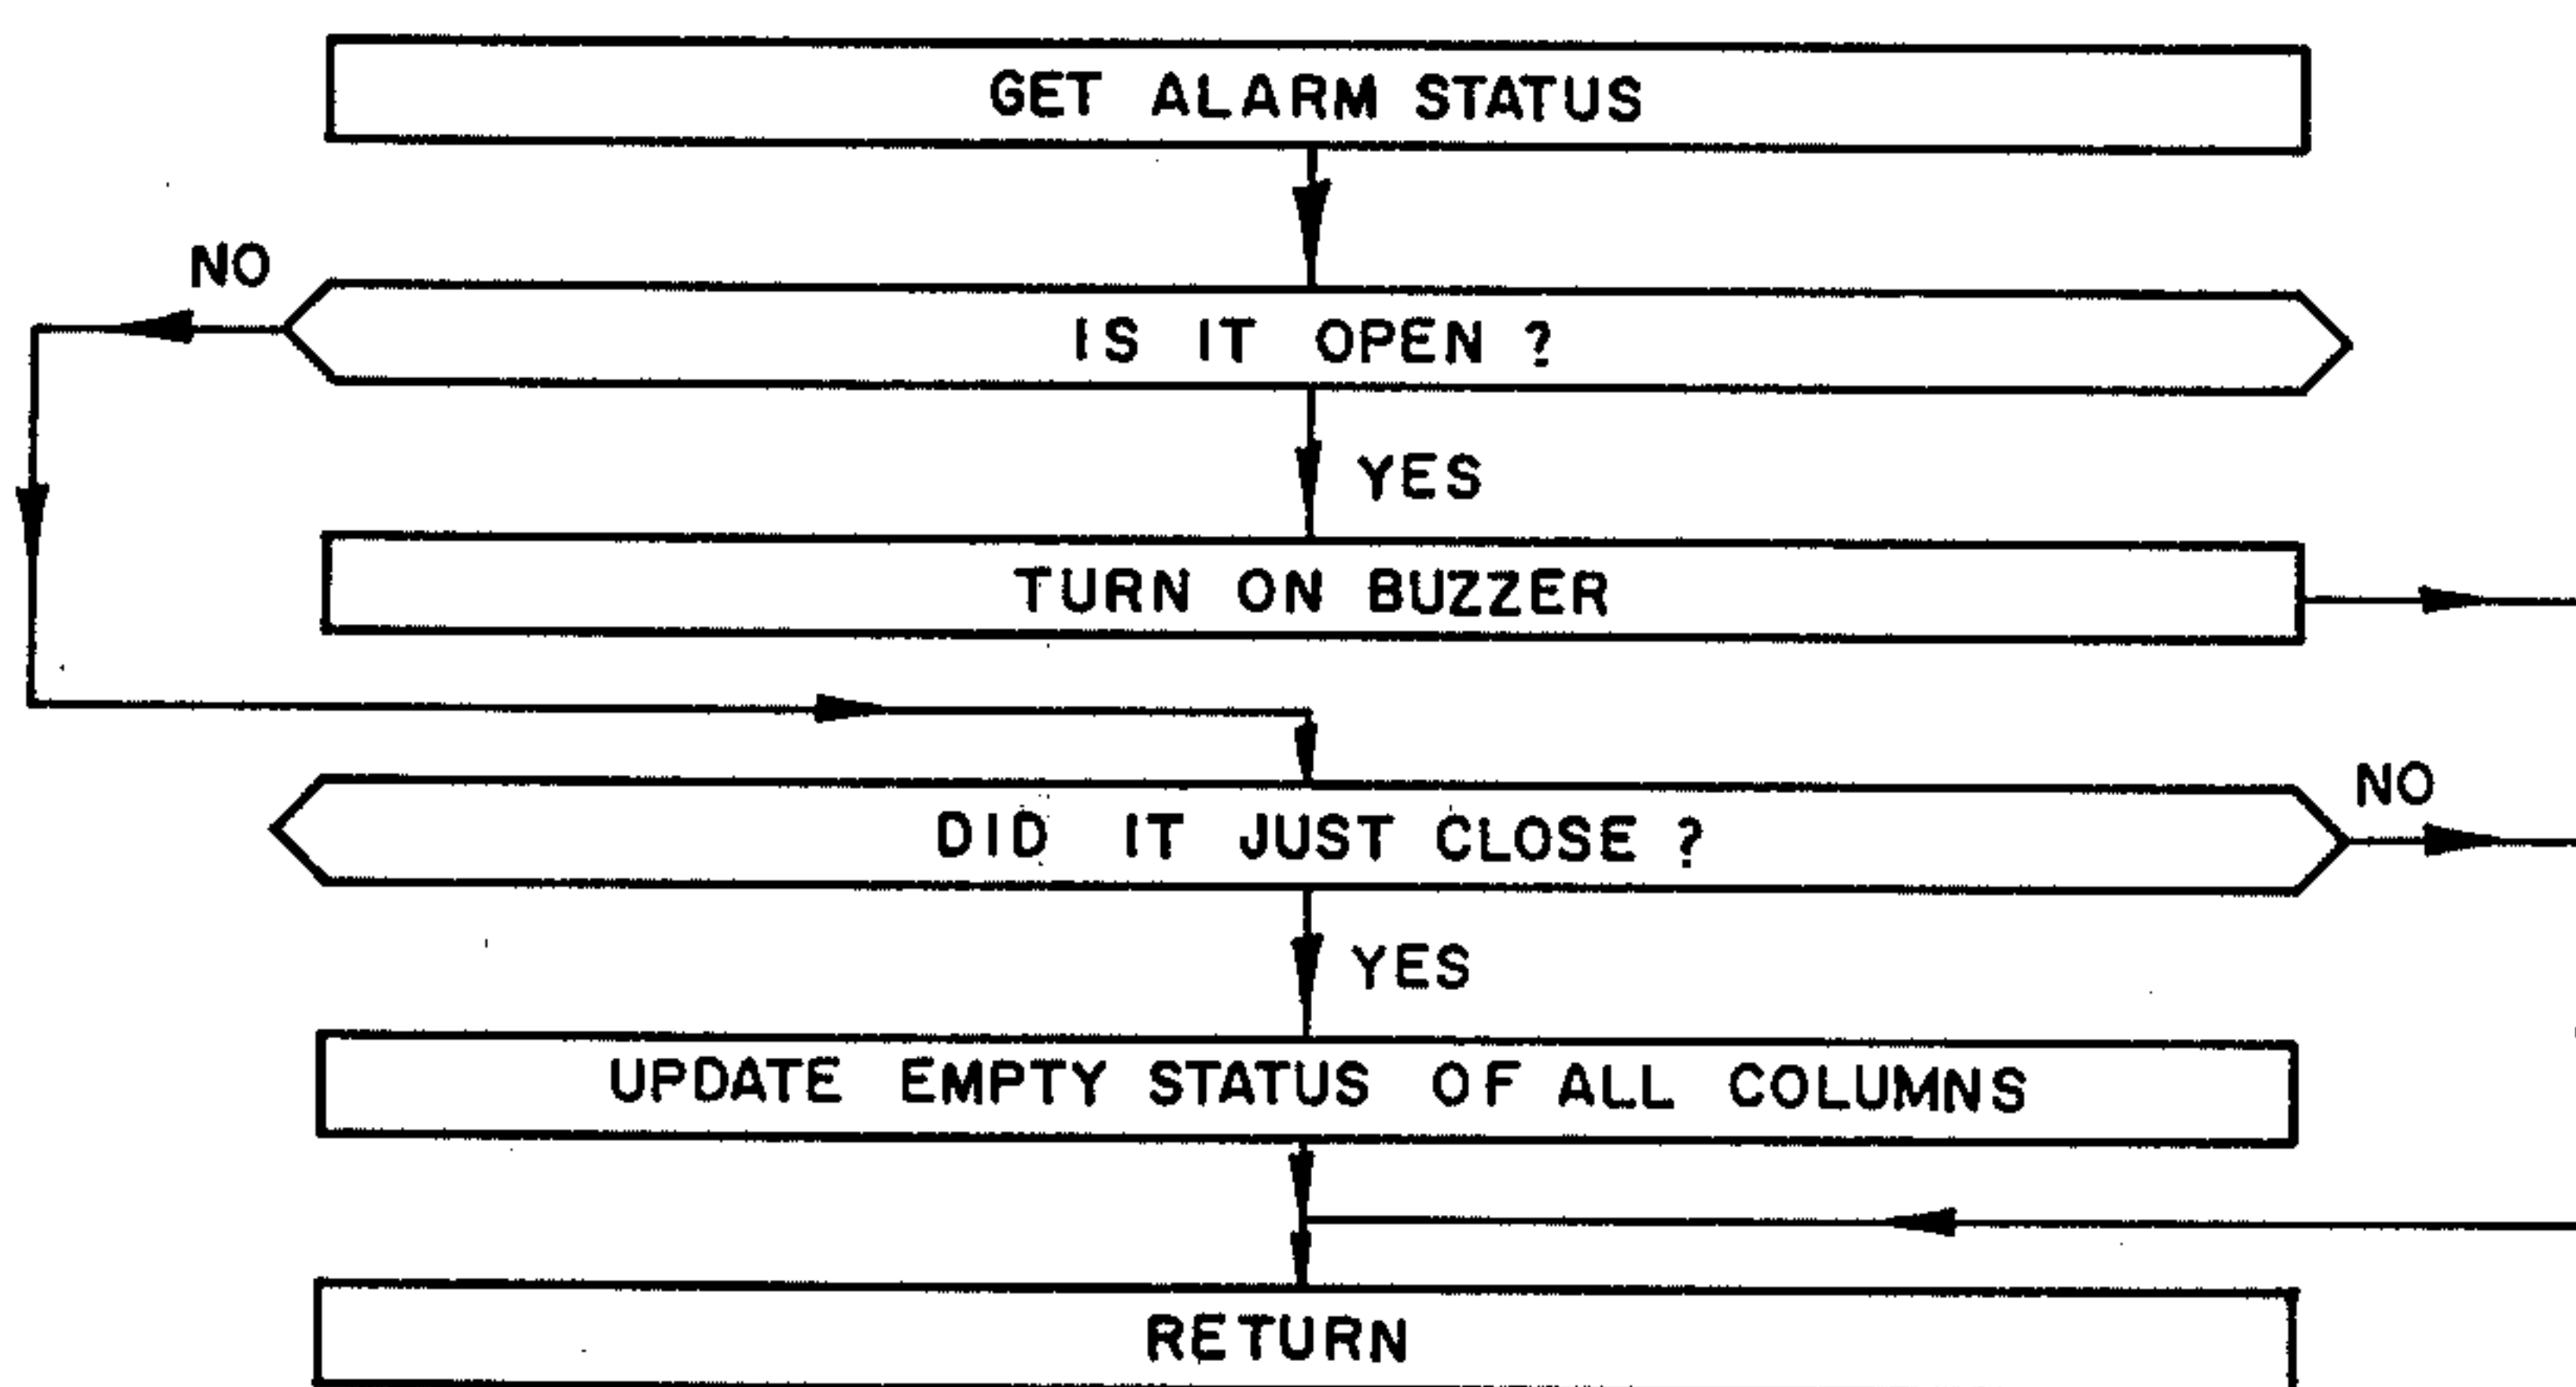 GET ALARM STATUS
NO
IS IT OPEN ?
YES
TURN ON BUZZER
DID IT JUST CLOSE ?
NO
YES
UPDATE EMPTY STATUS OF ALL COLUMNS
RETURN